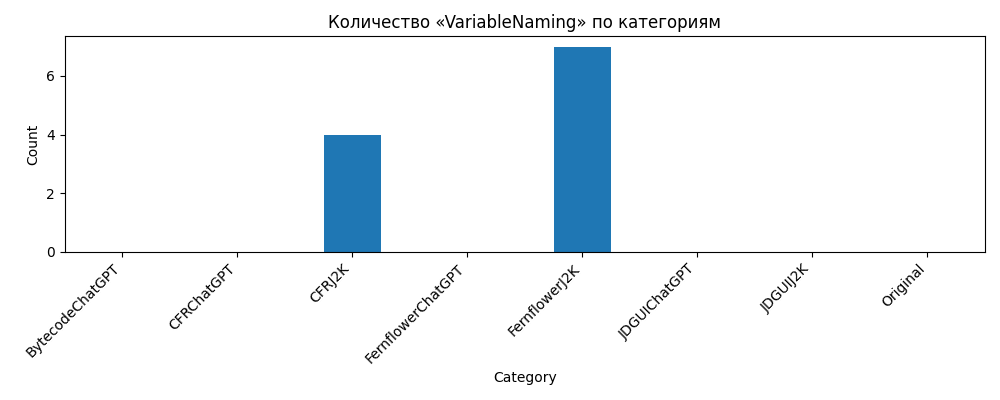 Количество «VariableNaming» по категориям
Count
6
4
2
0
BytecodeChatGPT
CFRChatGPT
CFRJ2K
FernflowerChatGPT
FernflowerJ2K
JDGUIChatGPT
JDGUIJ2K
Original
Category